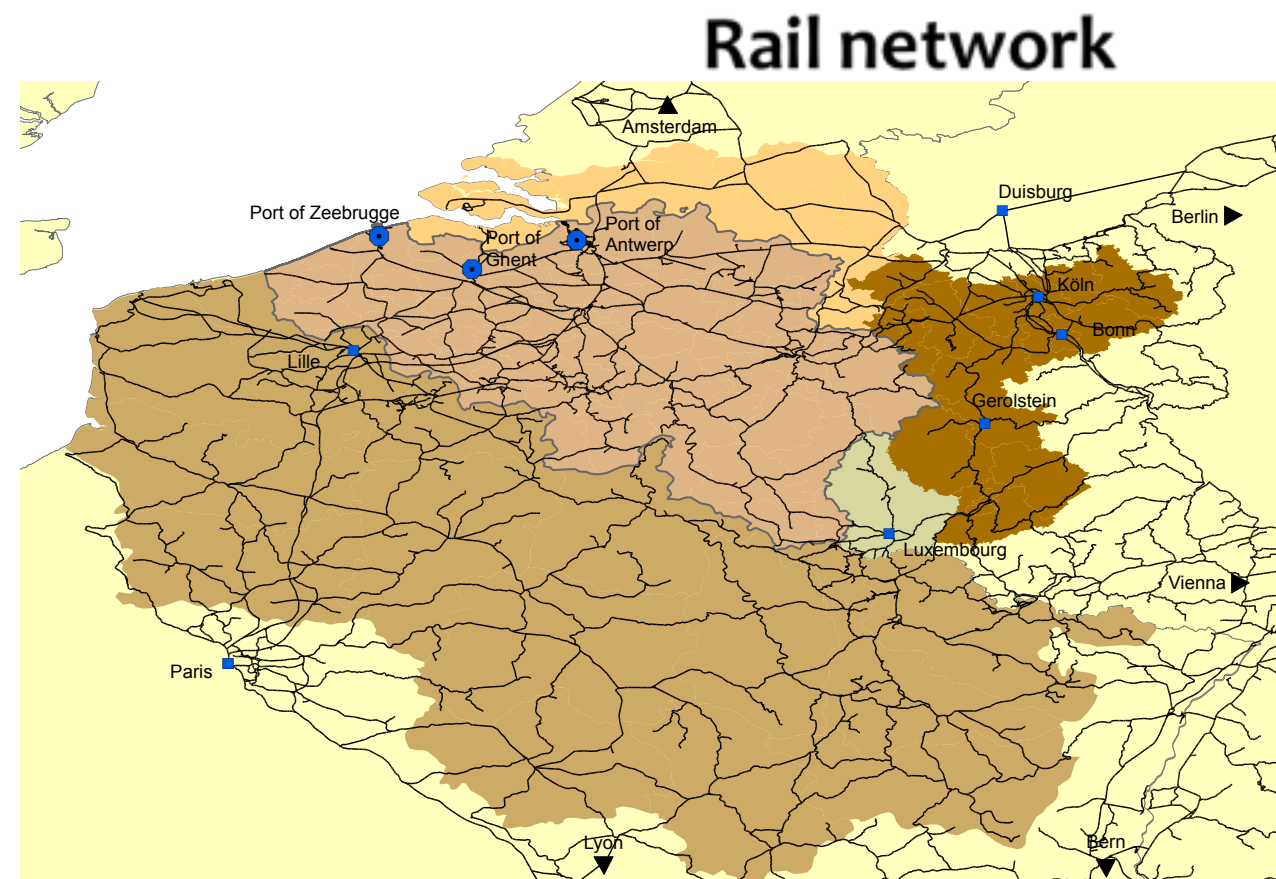 Rail network
Amsterdam
Duisburg
Port of Zeebrugge
Berlin
Port of
Antwerp
Port of
Ghent
Köln
Bonn
Lille
Gerolstein
Luxembourg
Vienna
Paris
Lyon
Bern